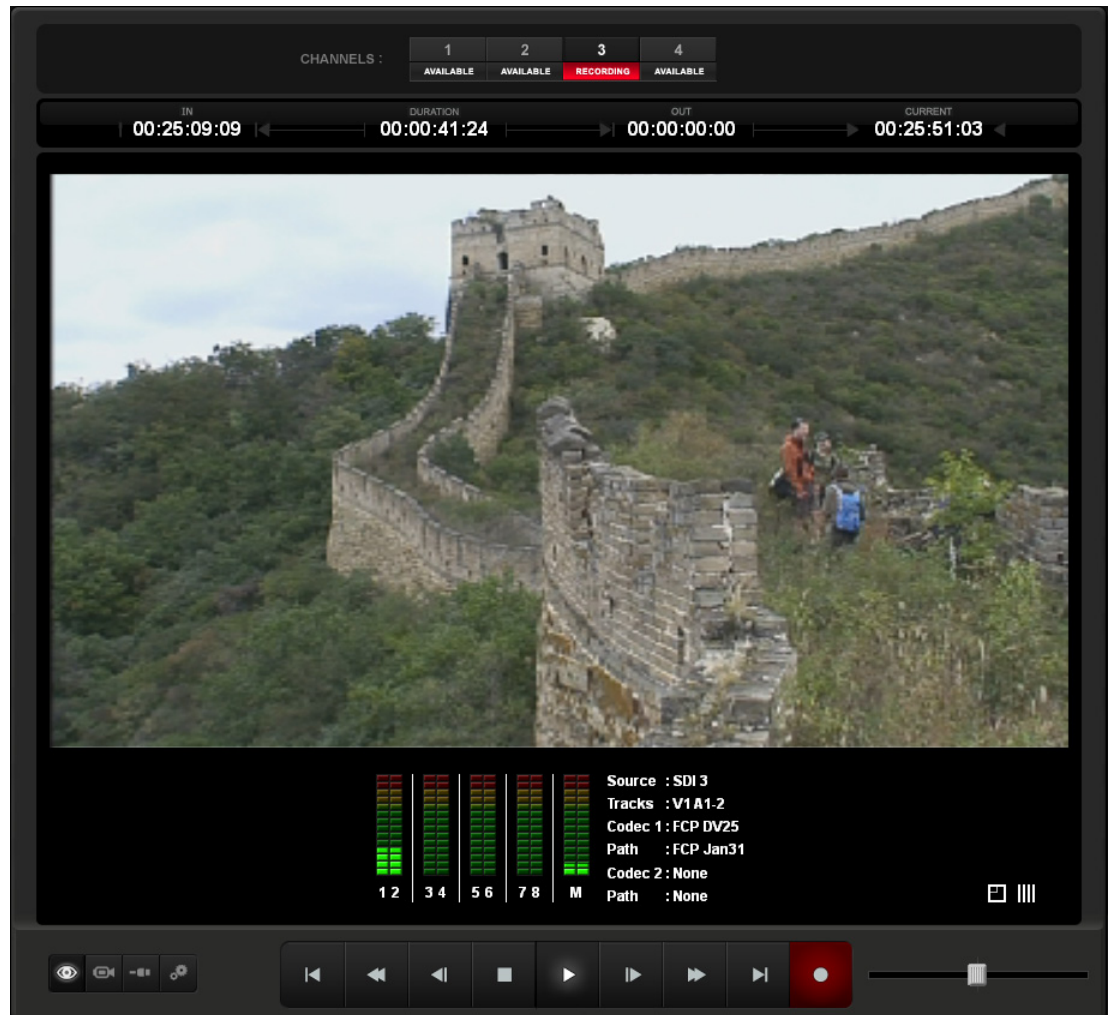 CHANNELS :
1 2 3 4
AVAILABLE AVAILABLE RECORDING AVAILABLE
IN DURATION OUT CURRENT
00:25:09:09 00:00:41:24 00:00:00:00 00:25:51:03
Source : SDI 3
Tracks : V1 A1-2
Codec 1 : FCP DV25
Path : FCP Jan31
Codec 2 : None
Path : None
1 2 3 4 5 6 7 8 M